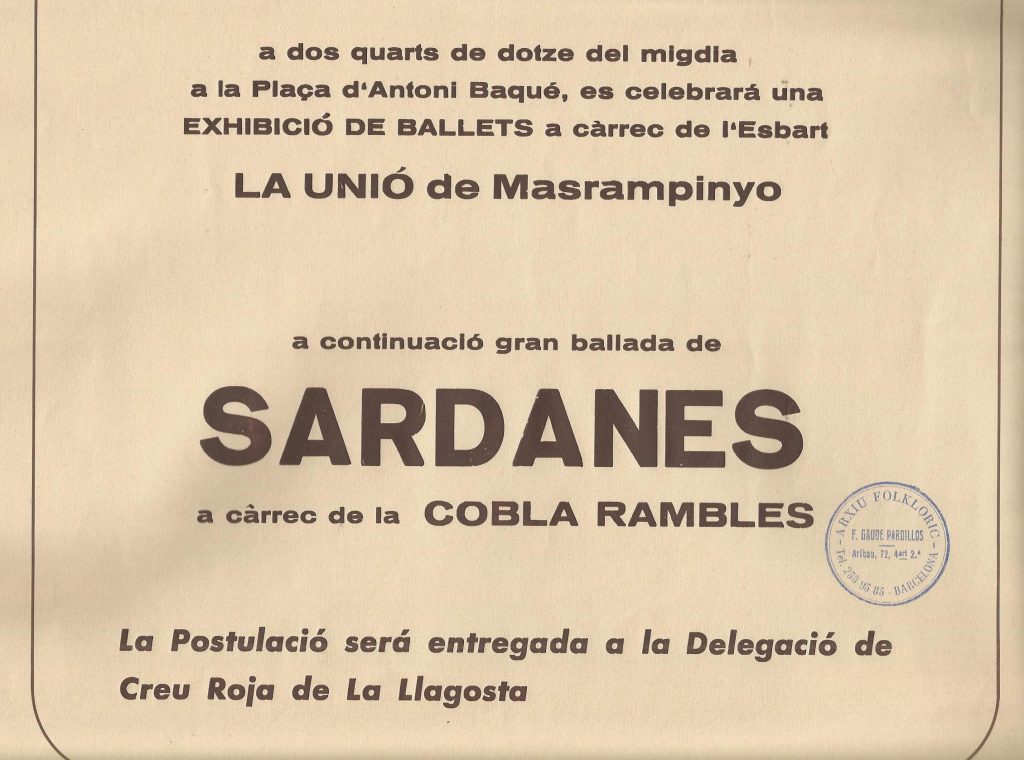 a dos quarts de dotze del migdia
a la Plaça d'Antoni Baqué, es celebrará una
EXHIBICIÓ DE BALLETS a càrrec de l'Esbart
LA UNIÓ de Masrampinyo
a continuació gran ballada de
SARDANES
a càrrec de la COBLA RAMBLES
ARXIU FOLKLORIC
F. GAUDE PARDILLOS
Aribau, 72, 4art 2.ª
Tel. 253 95 85 - BARCELONA
La Postulació será entregada a la Delegació de
Creu Roja de La Llagosta